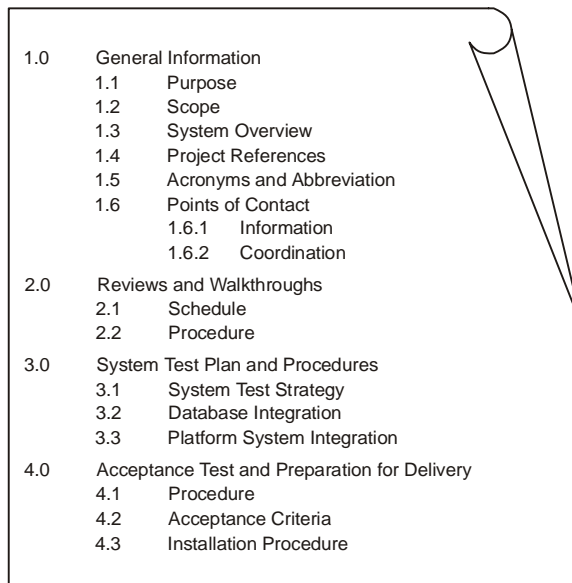 1.0 General Information
1.1 Purpose
1.2 Scope
1.3 System Overview
1.4 Project References
1.5 Acronyms and Abbreviation
1.6 Points of Contact
1.6.1 Information
1.6.2 Coordination
2.0 Reviews and Walkthroughs
2.1 Schedule
2.2 Procedure
3.0 System Test Plan and Procedures
3.1 System Test Strategy
3.2 Database Integration
3.3 Platform System Integration
4.0 Acceptance Test and Preparation for Delivery
4.1 Procedure
4.2 Acceptance Criteria
4.3 Installation Procedure